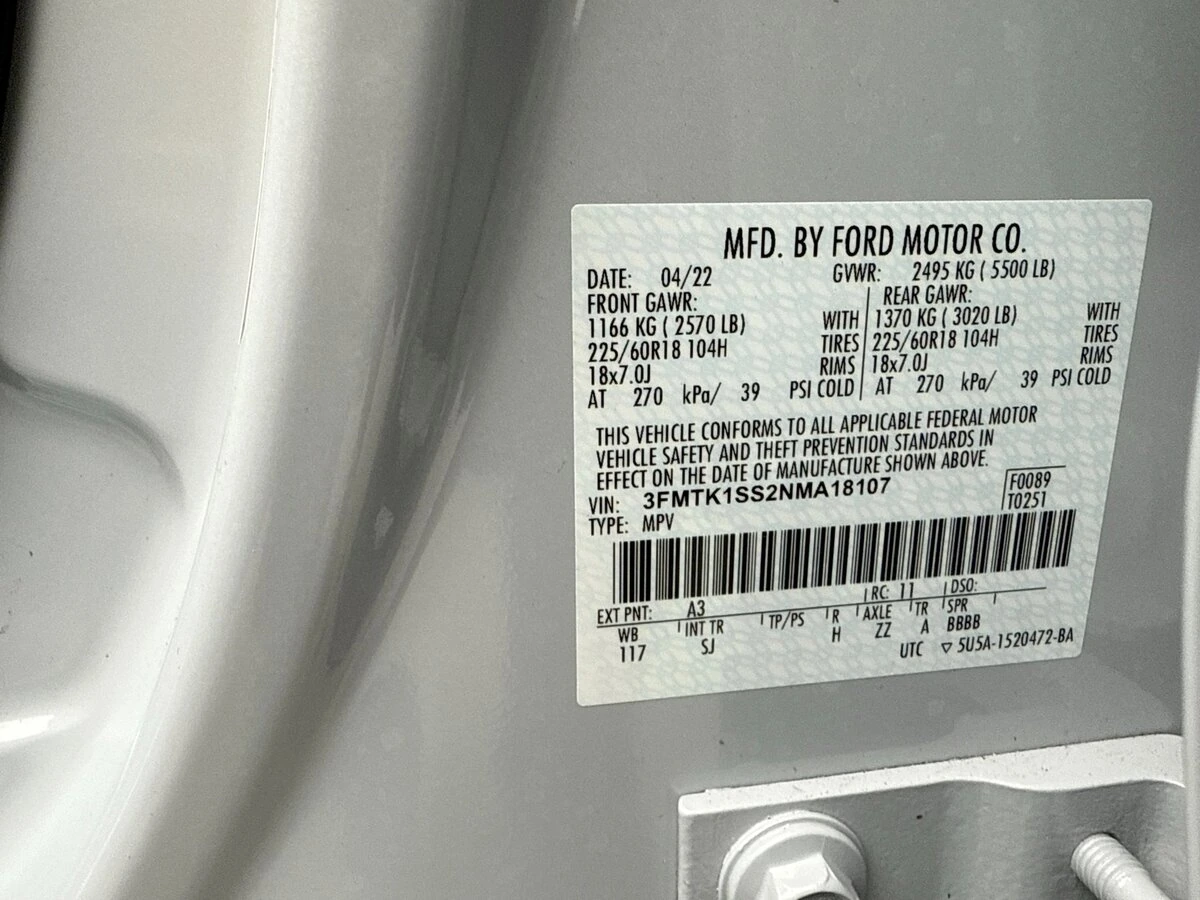 MFD. BY FORD MOTOR CO.
DATE: 04/22 GVWR: 2495 KG ( 5500 LB)
FRONT GAWR: REAR GAWR:
1166 KG ( 2570 LB) WITH 1370 KG ( 3020 LB) WITH
225/60R18 104H TIRES 225/60R18 104H TIRES
18x7.0J RIMS 18x7.0J RIMS
AT 270 kPa/ 39 PSI COLD AT 270 kPa/ 39 PSI COLD
THIS VEHICLE CONFORMS TO ALL APPLICABLE FEDERAL MOTOR
VEHICLE SAFETY AND THEFT PREVENTION STANDARDS IN
EFFECT ON THE DATE OF MANUFACTURE SHOWN ABOVE.
VIN: 3FMTK1SS2NMA18107 F0089
TYPE: MPV T0251
EXT PNT: A3 RC: 11 DSO:
WB INT TR TP/PS R AXLE TR SPR
117 SJ H ZZ A BBBB
UTC ▽ 5U5A-1520472-BA